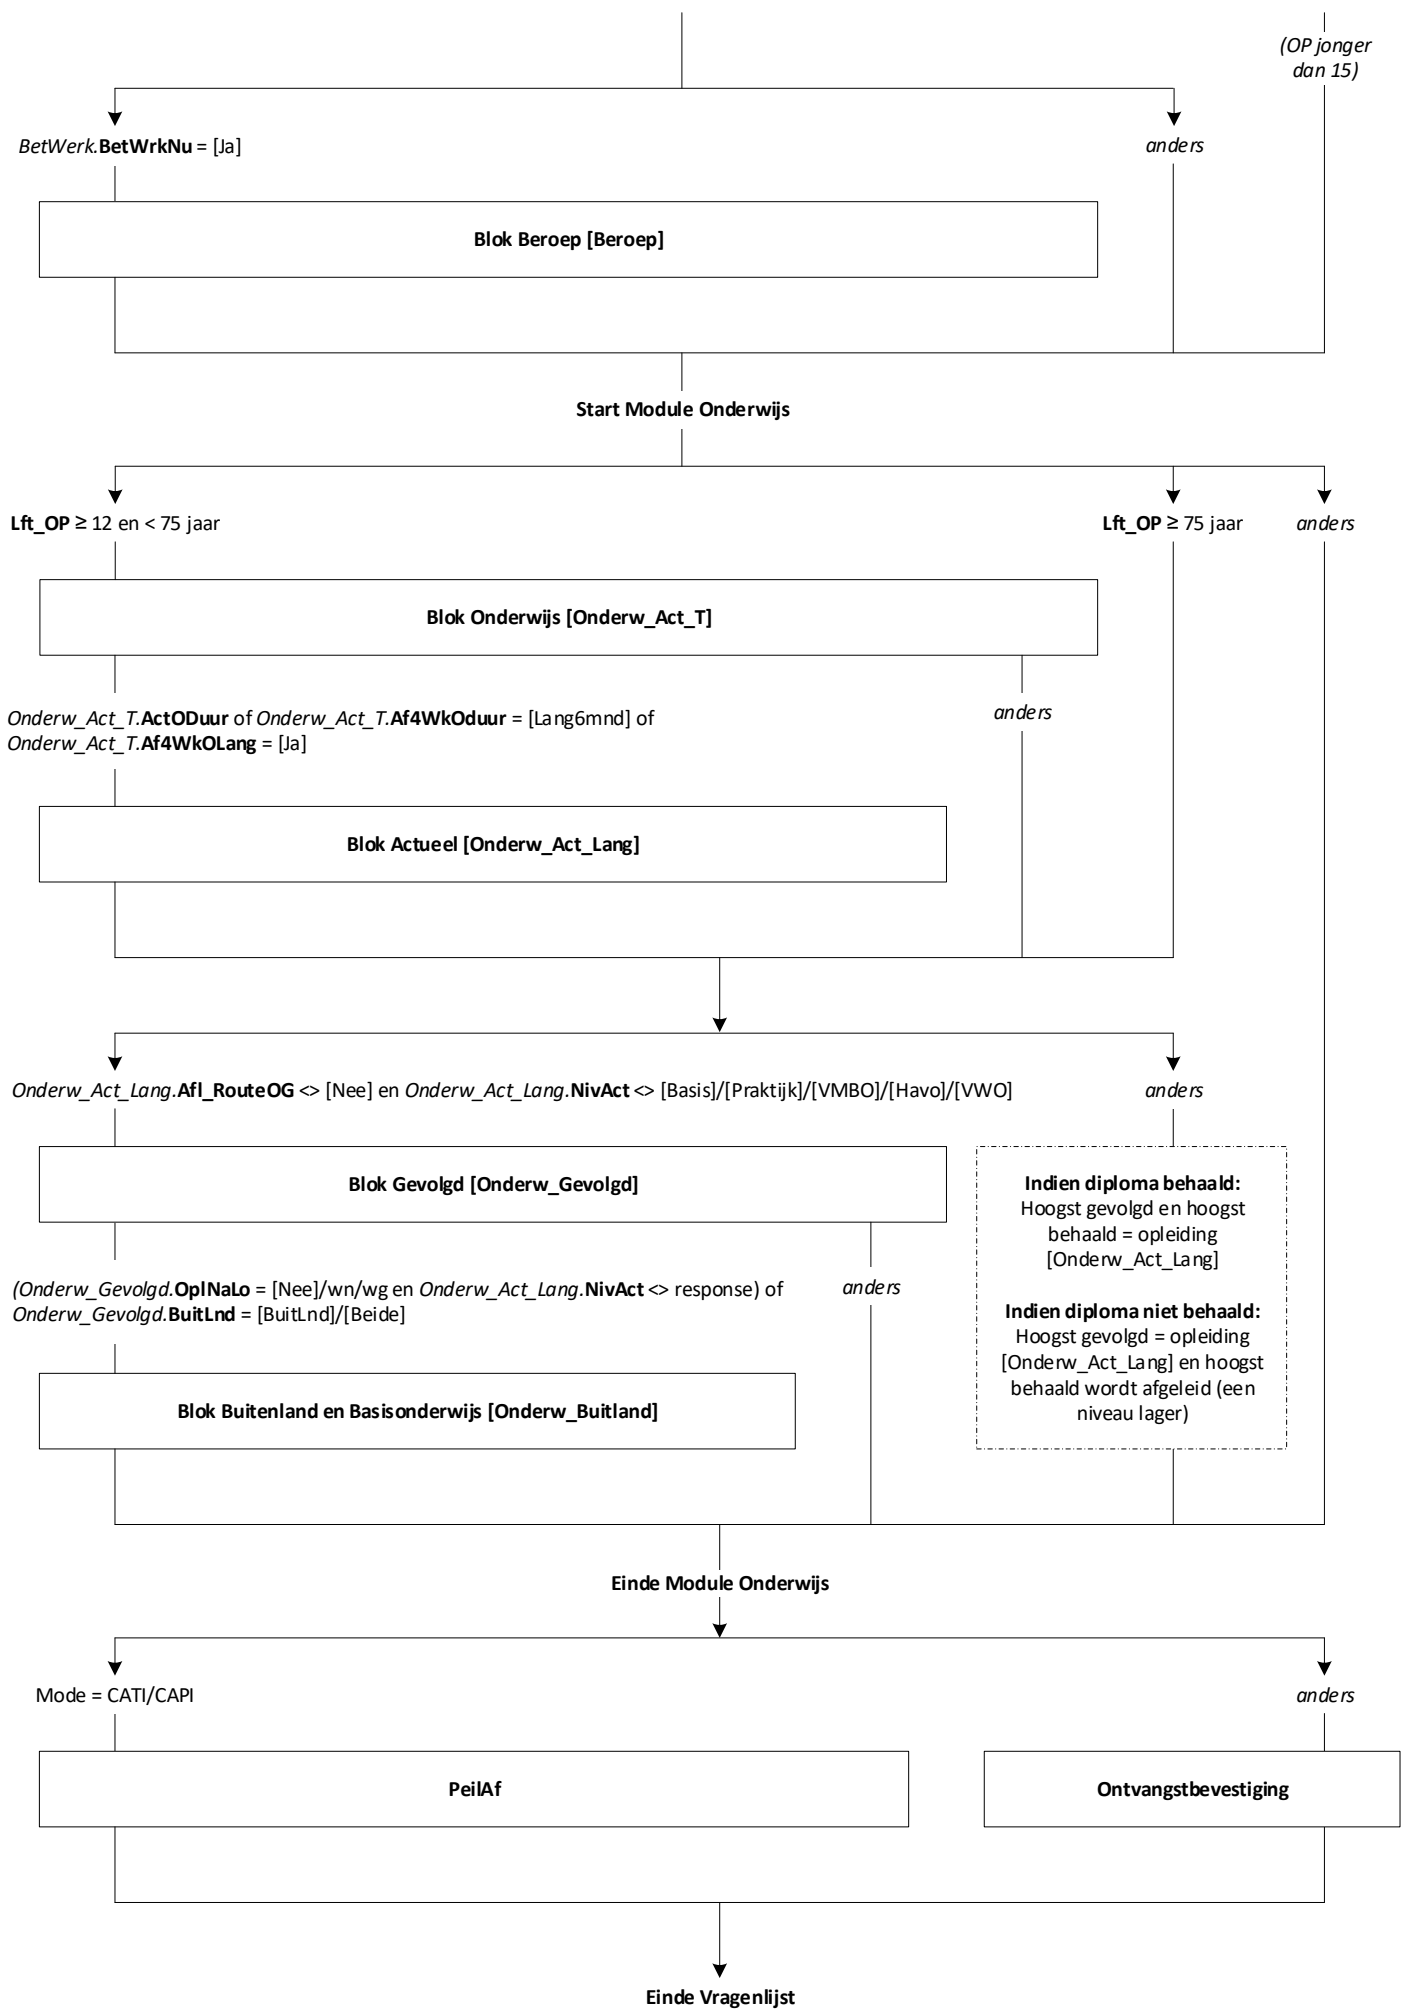 (OP jonger
dan 15)
BetWerk.BetWrkNu = [Ja]
anders
Blok Beroep [Beroep]
Start Module Onderwijs
Lft_OP ≥ 12 en < 75 jaar
Lft_OP ≥ 75 jaar
anders
Blok Onderwijs [Onderw_Act_T]
Onderw_Act_T.ActODuur of Onderw_Act_T.Af4WkOduur = [Lang6mnd] of
Onderw_Act_T.Af4WkOLang = [Ja]
anders
Blok Actueel [Onderw_Act_Lang]
Onderw_Act_Lang.Afl_RouteOG <> [Nee] en Onderw_Act_Lang.NivAct <> [Basis]/[Praktijk]/[VMBO]/[Havo]/[VWO]
anders
Blok Gevolgd [Onderw_Gevolgd]
Indien diploma behaald:
Hoogst gevolgd en hoogst
behaald = opleiding
[Onderw_Act_Lang]
Indien diploma niet behaald:
Hoogst gevolgd = opleiding
[Onderw_Act_Lang] en hoogst
behaald wordt afgeleid (een
niveau lager)
(Onderw_Gevolgd.OplNaLo = [Nee]/wn/wg en Onderw_Act_Lang.NivAct <> response) of
Onderw_Gevolgd.BuitLnd = [BuitLnd]/[Beide]
anders
Blok Buitenland en Basisonderwijs [Onderw_Buitland]
Einde Module Onderwijs
Mode = CATI/CAPI
anders
PeilAf
Ontvangstbevestiging
Einde Vragenlijst